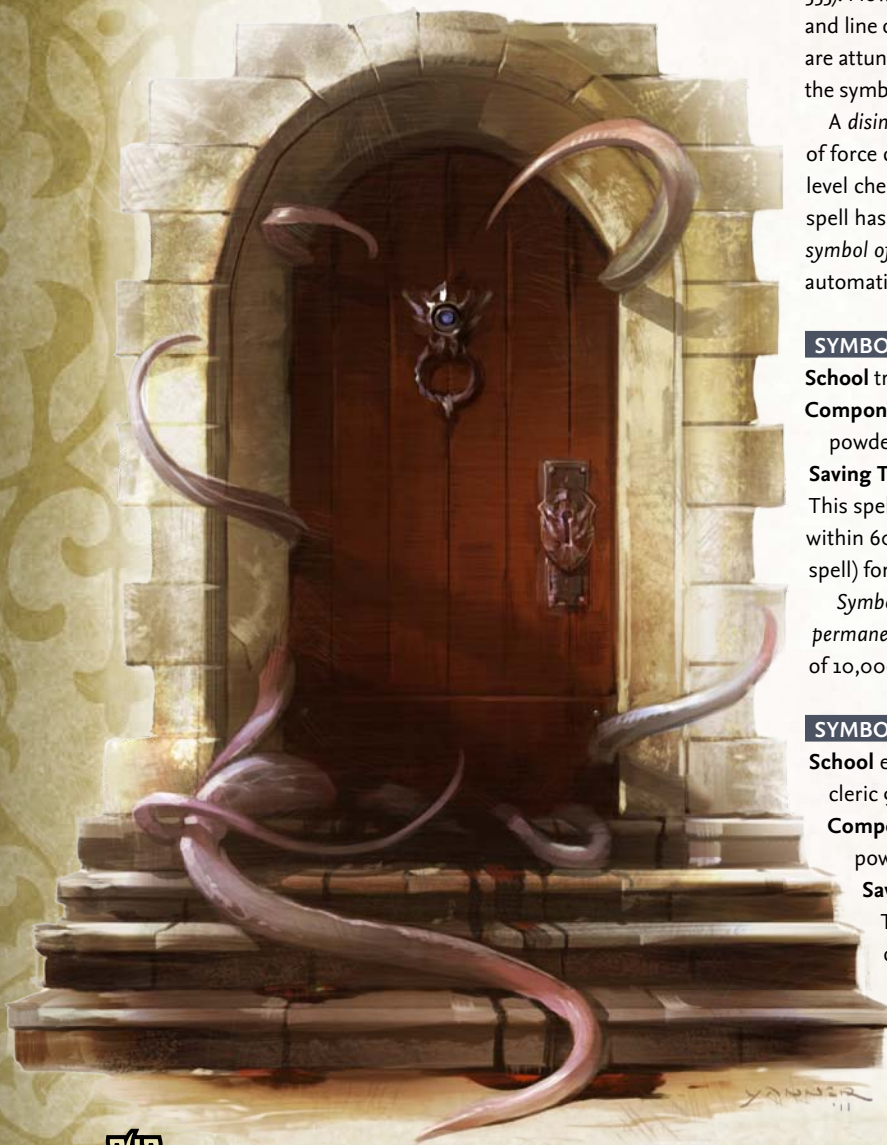 and line
are attun
the symb
A disin
of force
level che
spell has
symbol of
automati
SYMBO
School tr
Compon
powde
Saving T
This spe
within 60
spell) for
Symbo
permane
of 10,00
SYMBO
School e
cleric 9
Compo
pow
Sav
T
YANNER
'11